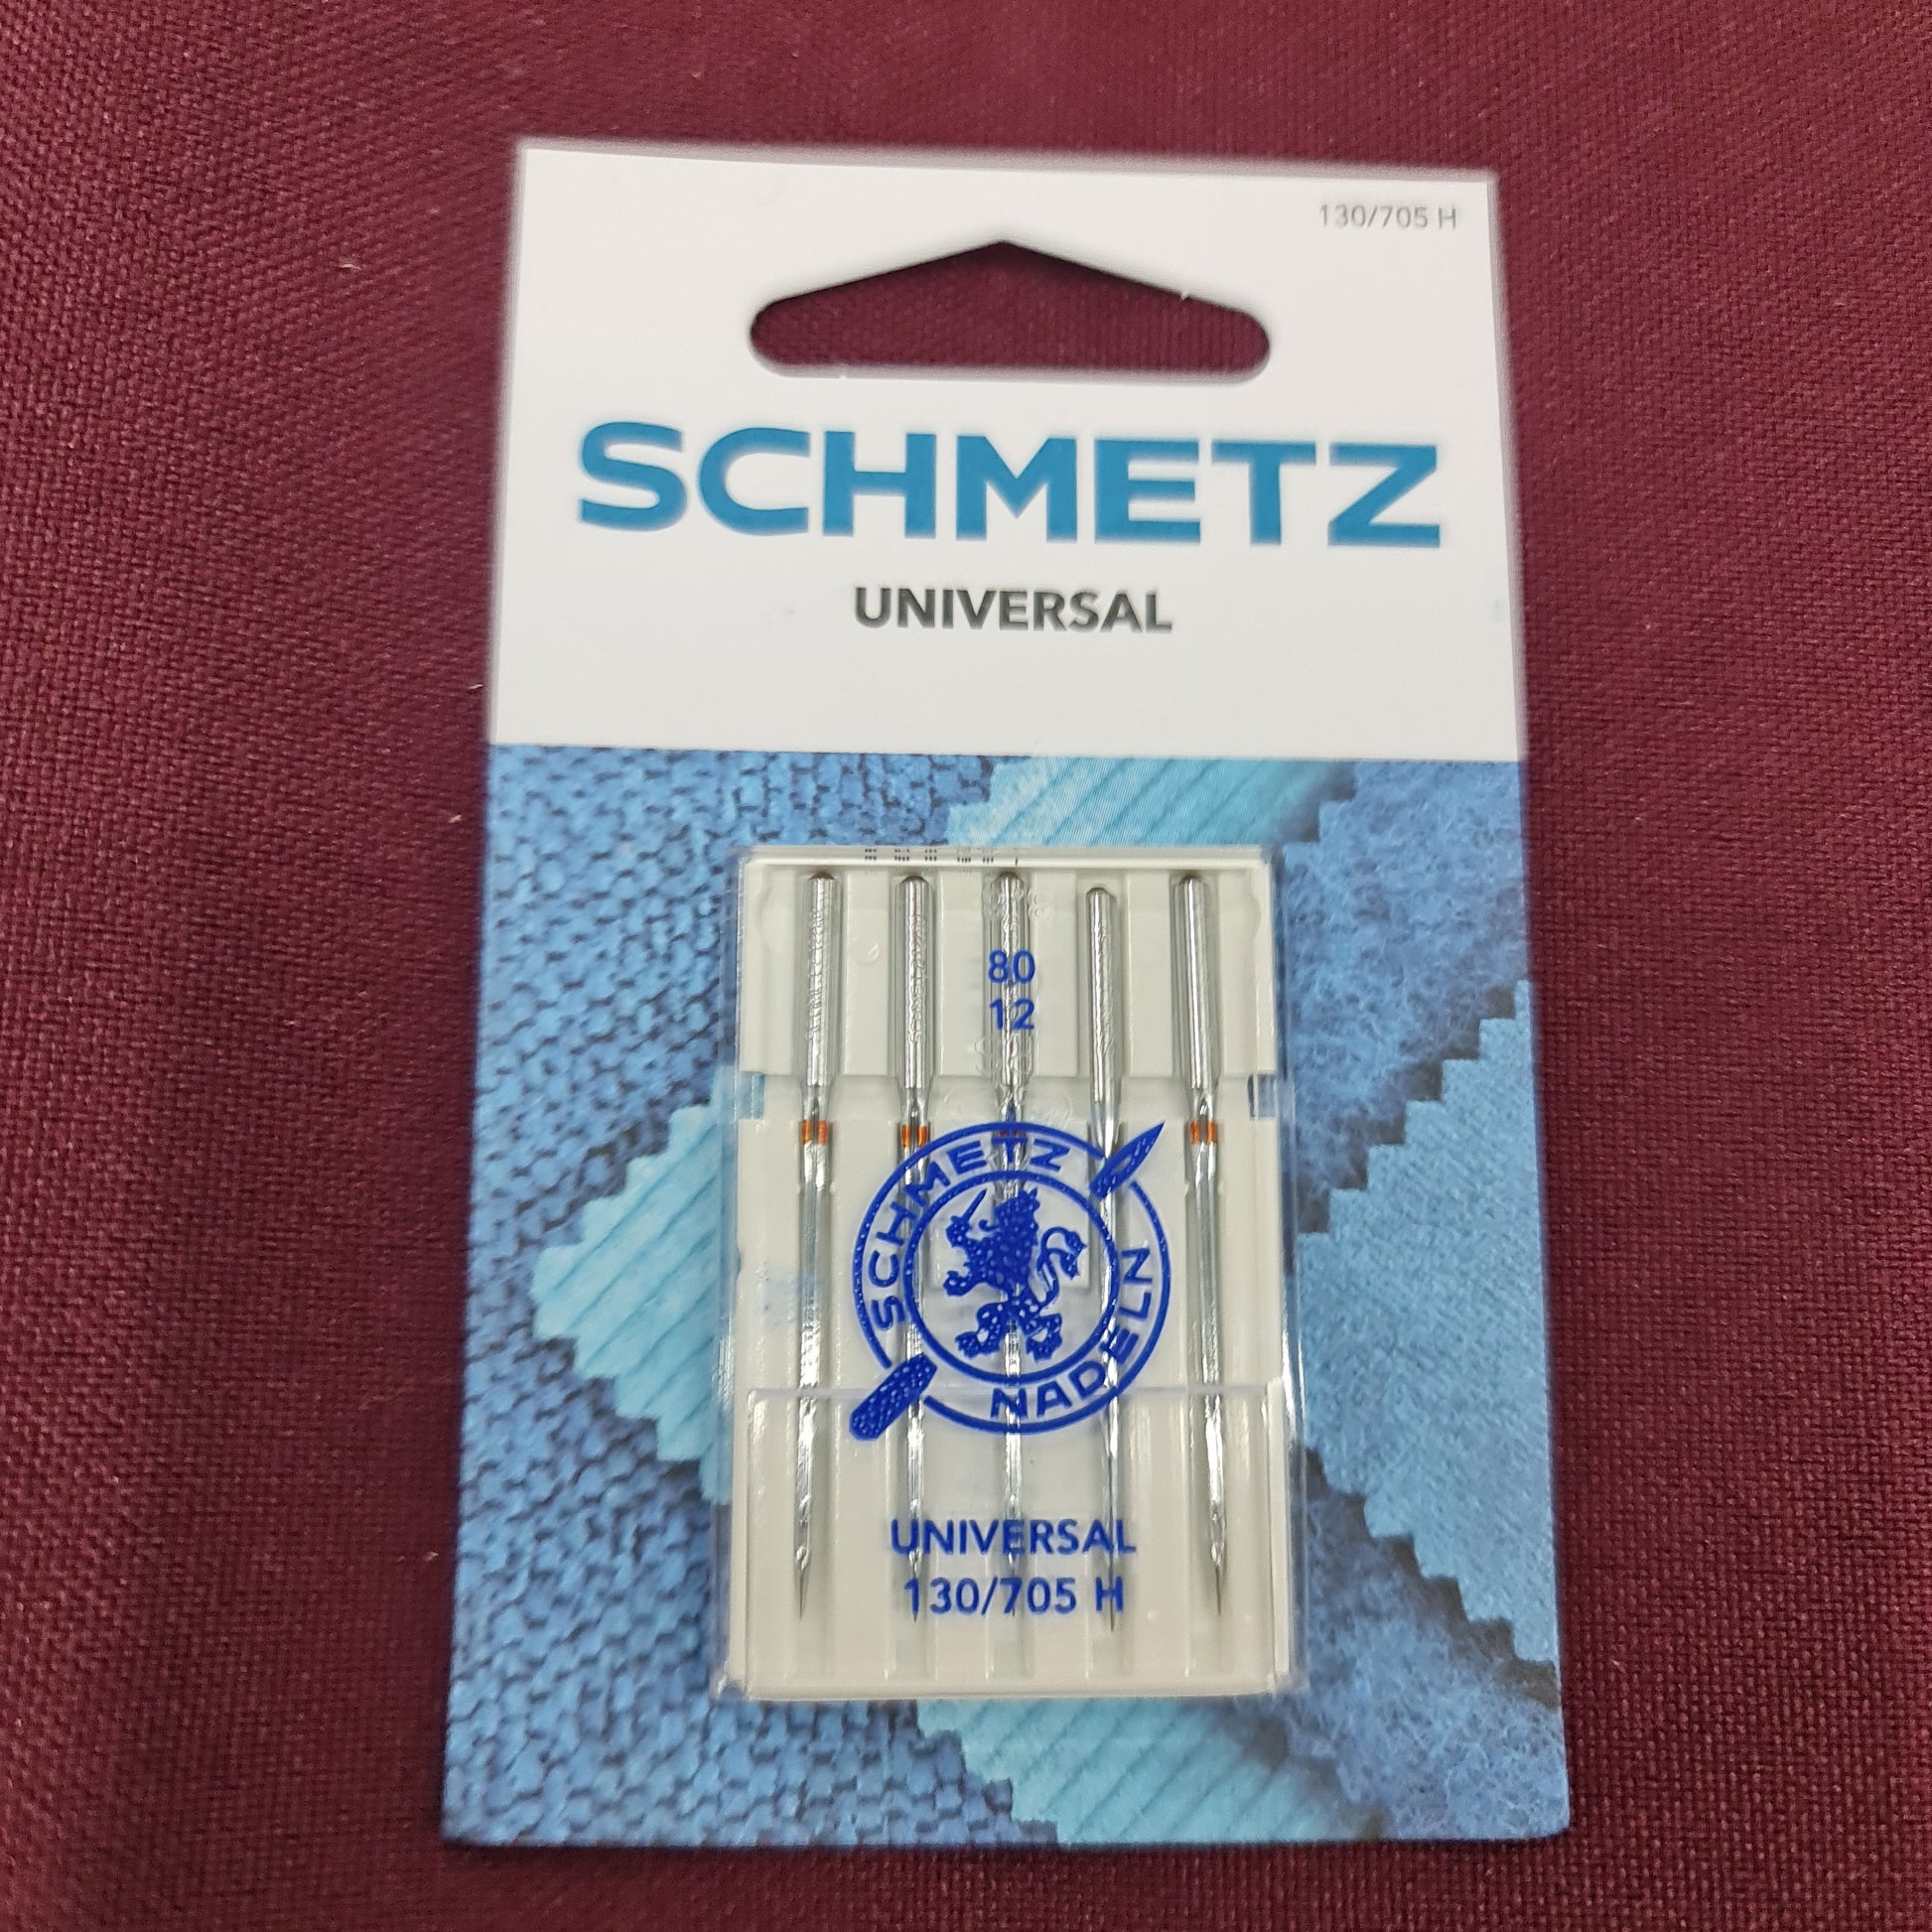 130/705 H
SCHMETZ
UNIVERSAL
80
12
SCHMETZ
NADELN
UNIVERSAL
130/705 H